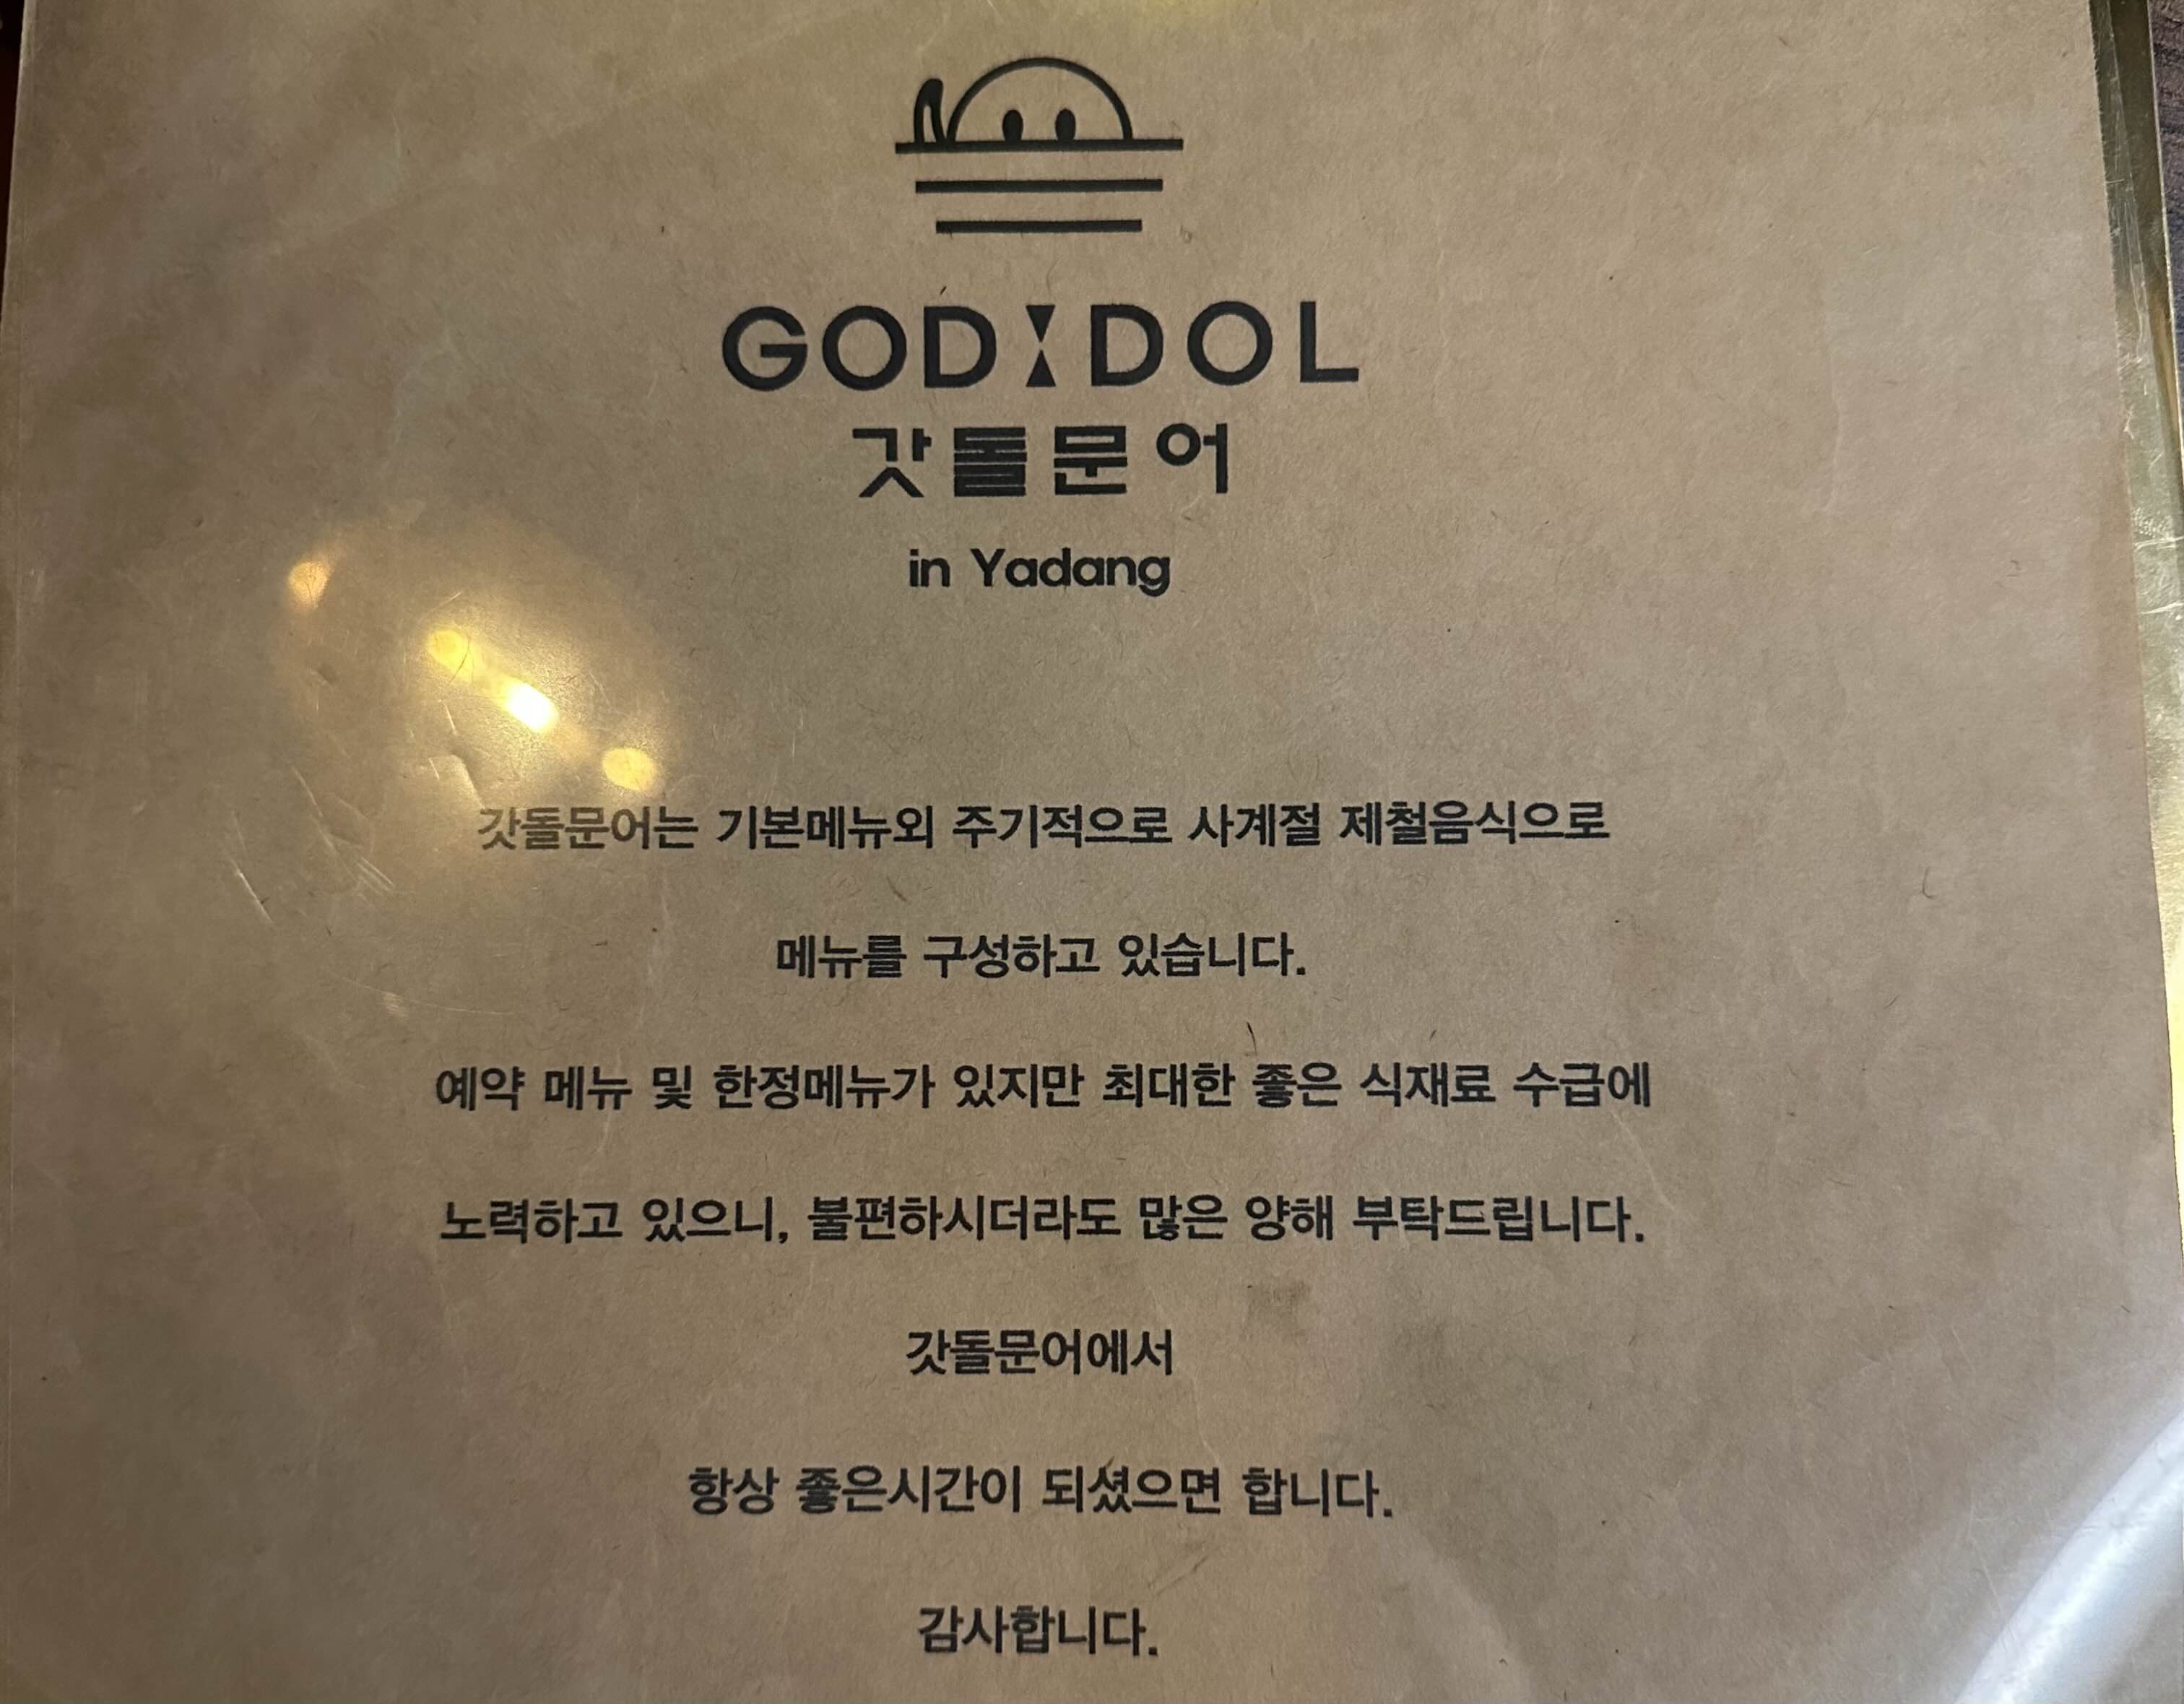 GOD:DOL
갓돌문어
in Yadang
갓돌문어는 기본메뉴외 주기적으로 사계절 제철음식으로
메뉴를 구성하고 있습니다.
예약 메뉴 및 한정메뉴가 있지만 최대한 좋은 식재료 수급에
노력하고 있으니, 불편하시더라도 많은 양해 부탁드립니다.
갓돌문어에서
항상 좋은시간이 되셨으면 합니다.
감사합니다.